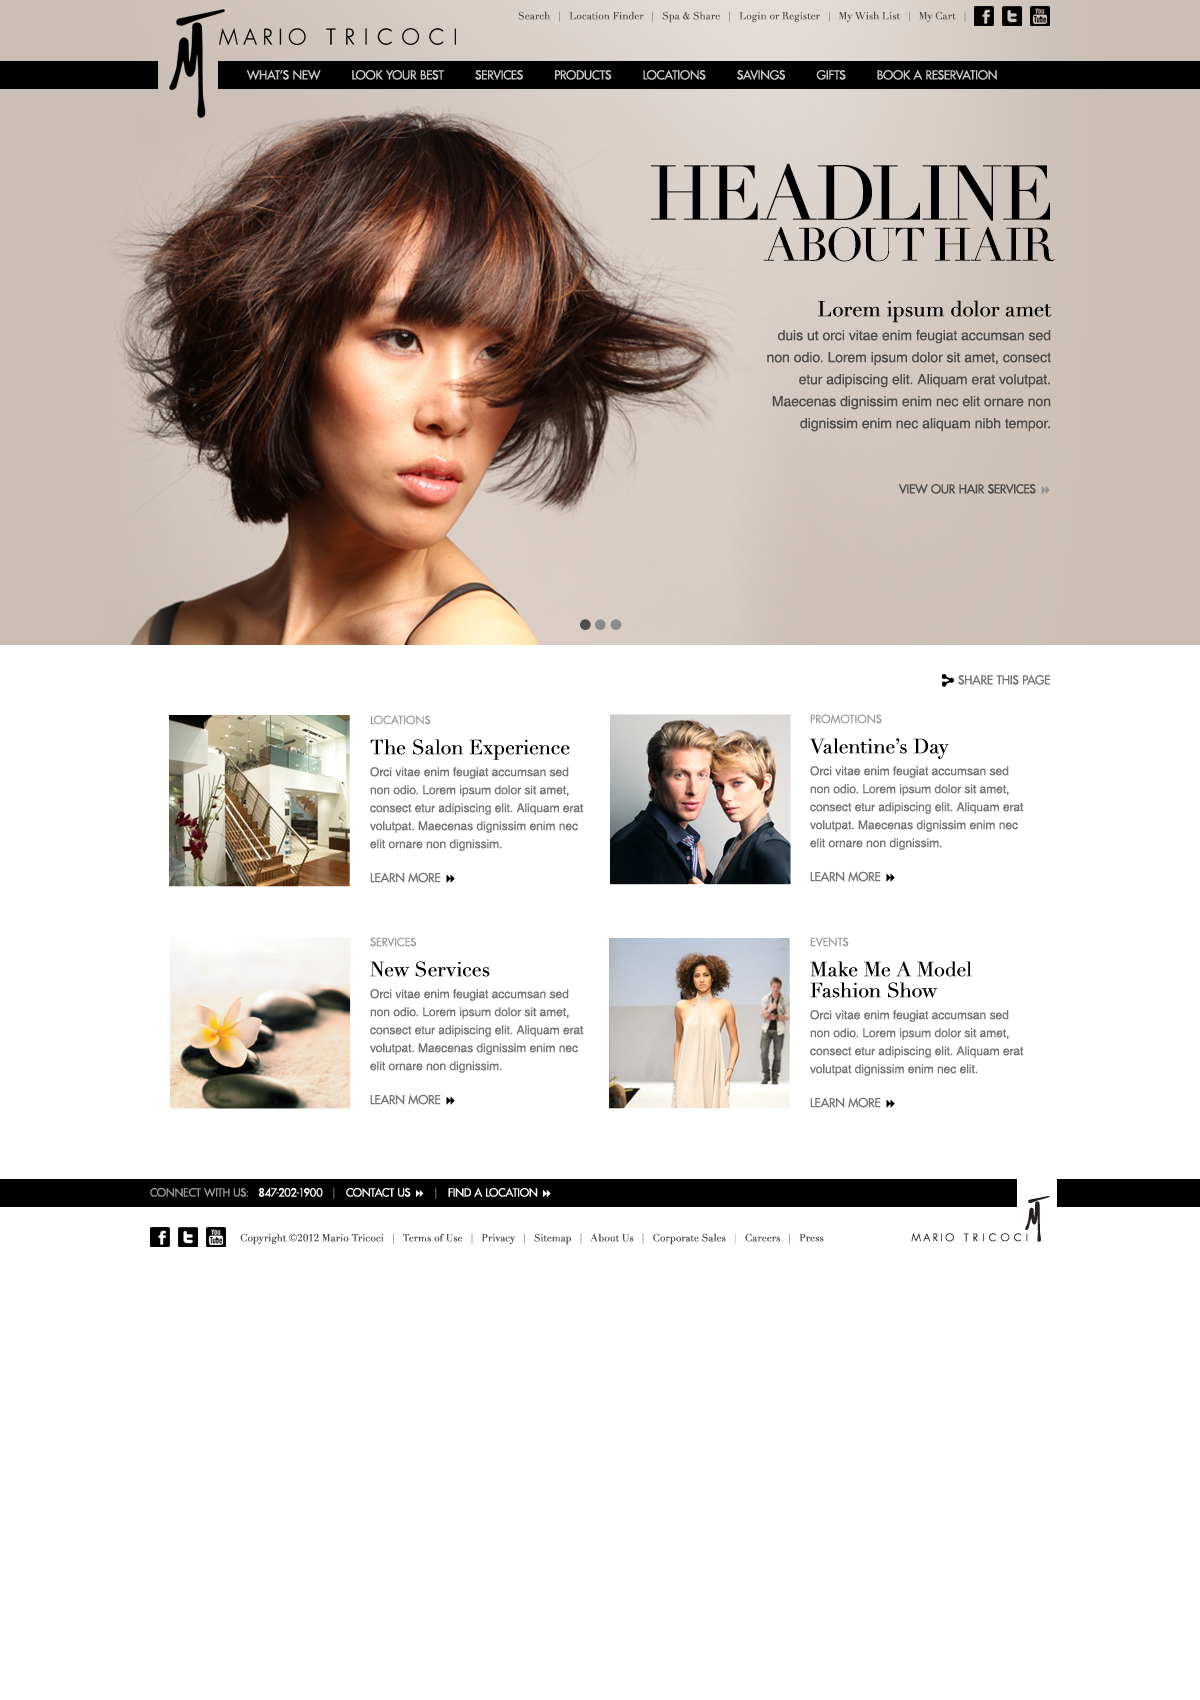 Search | Location Finder | Spa & Share | Login or Register | My Wish List | My Cart |
MARIO TRICOCI
WHAT'S NEW LOOK YOUR BEST SERVICES PRODUCTS LOCATIONS SAVINGS GIFTS BOOK A RESERVATION
HEADLINE
ABOUT HAIR
Lorem ipsum dolor amet
duis ut orci vitae enim feugiat accumsan sed
non odio. Lorem ipsum dolor sit amet, consect
etur adipiscing elit. Aliquam erat volutpat.
Maecenas dignissim enim nec elit ornare non
dignissim enim nec aliquam nibh tempor.
VIEW OUR HAIR SERVICES
SHARE THIS PAGE
LOCATIONS
The Salon Experience
Orci vitae enim feugiat accumsan sed
non odio. Lorem ipsum dolor sit amet,
consect etur adipiscing elit. Aliquam erat
volutpat. Maecenas dignissim enim nec
elit ornare non dignissim.
LEARN MORE
PROMOTIONS
Valentine's Day
Orci vitae enim feugiat accumsan sed
non odio. Lorem ipsum dolor sit amet,
consect etur adipiscing elit. Aliquam erat
volutpat. Maecenas dignissim enim nec
elit ornare non dignissim.
LEARN MORE
SERVICES
New Services
Orci vitae enim feugiat accumsan sed
non odio. Lorem ipsum dolor sit amet,
consect etur adipiscing elit. Aliquam erat
volutpat. Maecenas dignissim enim nec
elit ornare non dignissim.
LEARN MORE
EVENTS
Make Me A Model
Fashion Show
Orci vitae enim feugiat accumsan sed
non odio. Lorem ipsum dolor sit amet,
consect etur adipiscing elit. Aliquam erat
volutpat dignissim enim nec elit.
LEARN MORE
CONNECT WITH US: 847-202-1900 | CONTACT US | FIND A LOCATION
You Tube Copyright ©2012 Mario Tricoci | Terms of Use | Privacy | Sitemap | About Us | Corporate Sales | Careers | Press
MARIO TRICOCI